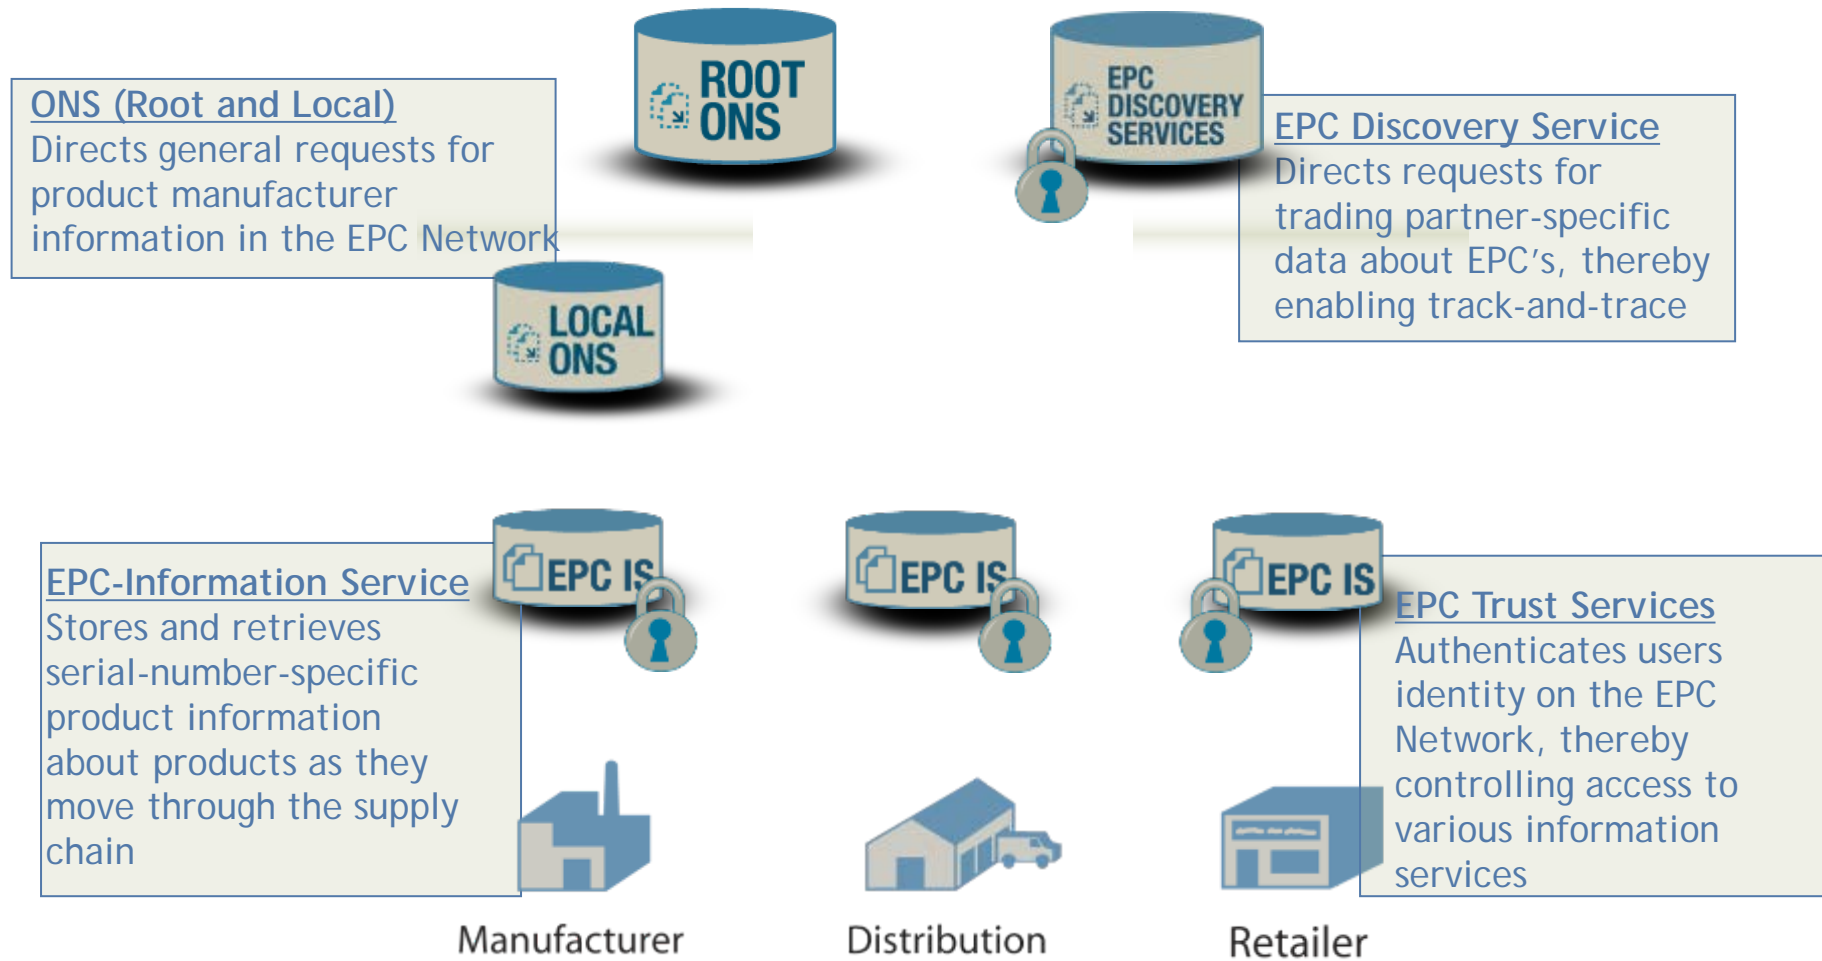 ROOT
ONS
EPC
DISCOVERY
SERVICES
ONS (Root and Local)
Directs general requests for
product manufacturer
information in the EPC Network
EPC Discovery Service
Directs requests for
trading partner-specific
data about EPC's, thereby
enabling track-and-trace
LOCAL
ONS
EPC IS
EPC IS
EPC IS
EPC-Information Service
Stores and retrieves
serial-number-specific
product information
about products as they
move through the supply
chain
EPC Trust Services
Authenticates users
identity on the EPC
Network, thereby
controlling access to
various information
services
Manufacturer
Distribution
Retailer